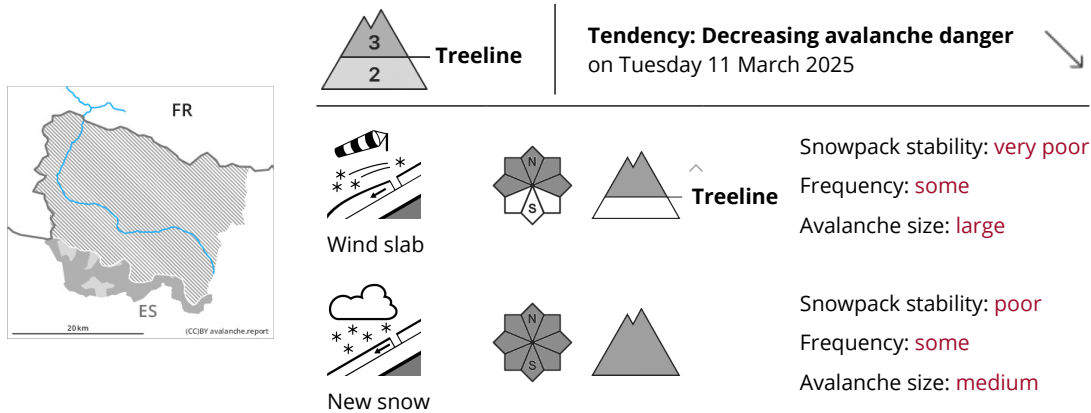 3
2
Treeline
Tendency: Decreasing avalanche danger
on Tuesday 11 March 2025
FR
ES
20 km
(CC)BY avalanche.report
N
S
Treeline
Wind slab
Snowpack stability: very poor
Frequency: some
Avalanche size: large
N
S
New snow
Snowpack stability: poor
Frequency: some
Avalanche size: medium